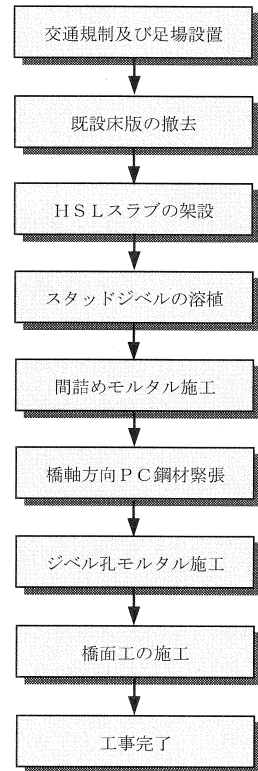 交通規制及び足場設置
既設床版の撤去
ＨＳＬスラブの架設
スタッドジベルの溶植
間詰めモルタル施工
橋軸方向ＰＣ鋼材緊張
ジベル孔モルタル施工
橋面工の施工
工事完了